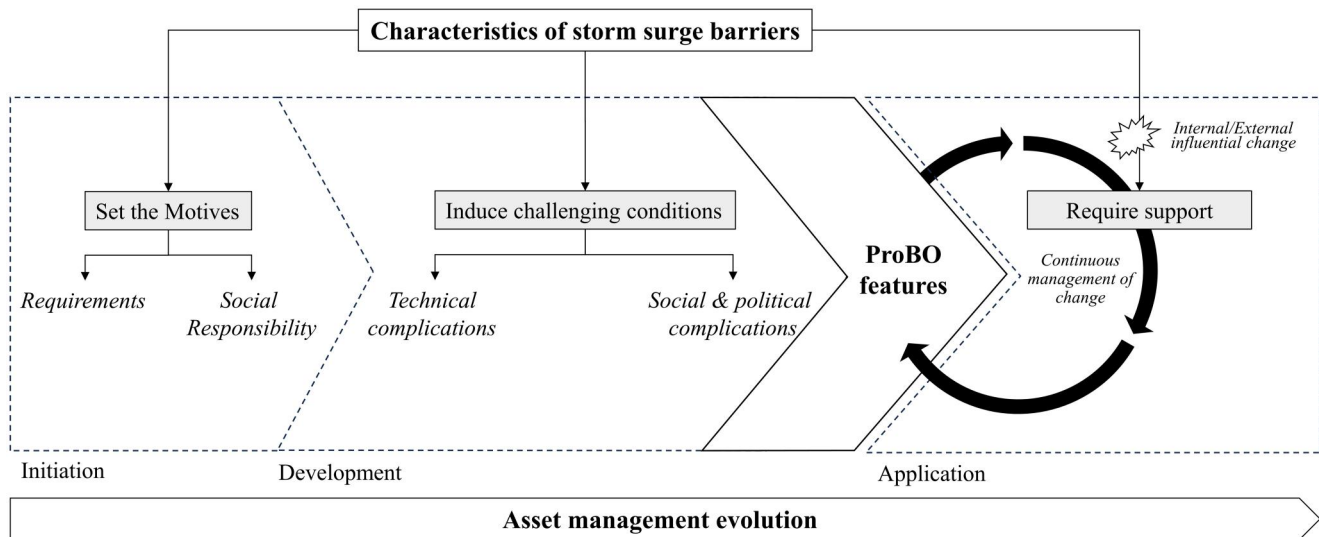 Characteristics of storm surge barriers
Internal/External
influential change
Set the Motives
Induce challenging conditions
Require support
Requirements
Social
Responsibility
Technical
complications
Social & political
complications
ProBO
features
Continuous
management of
change
Initiation
Development
Application
Asset management evolution